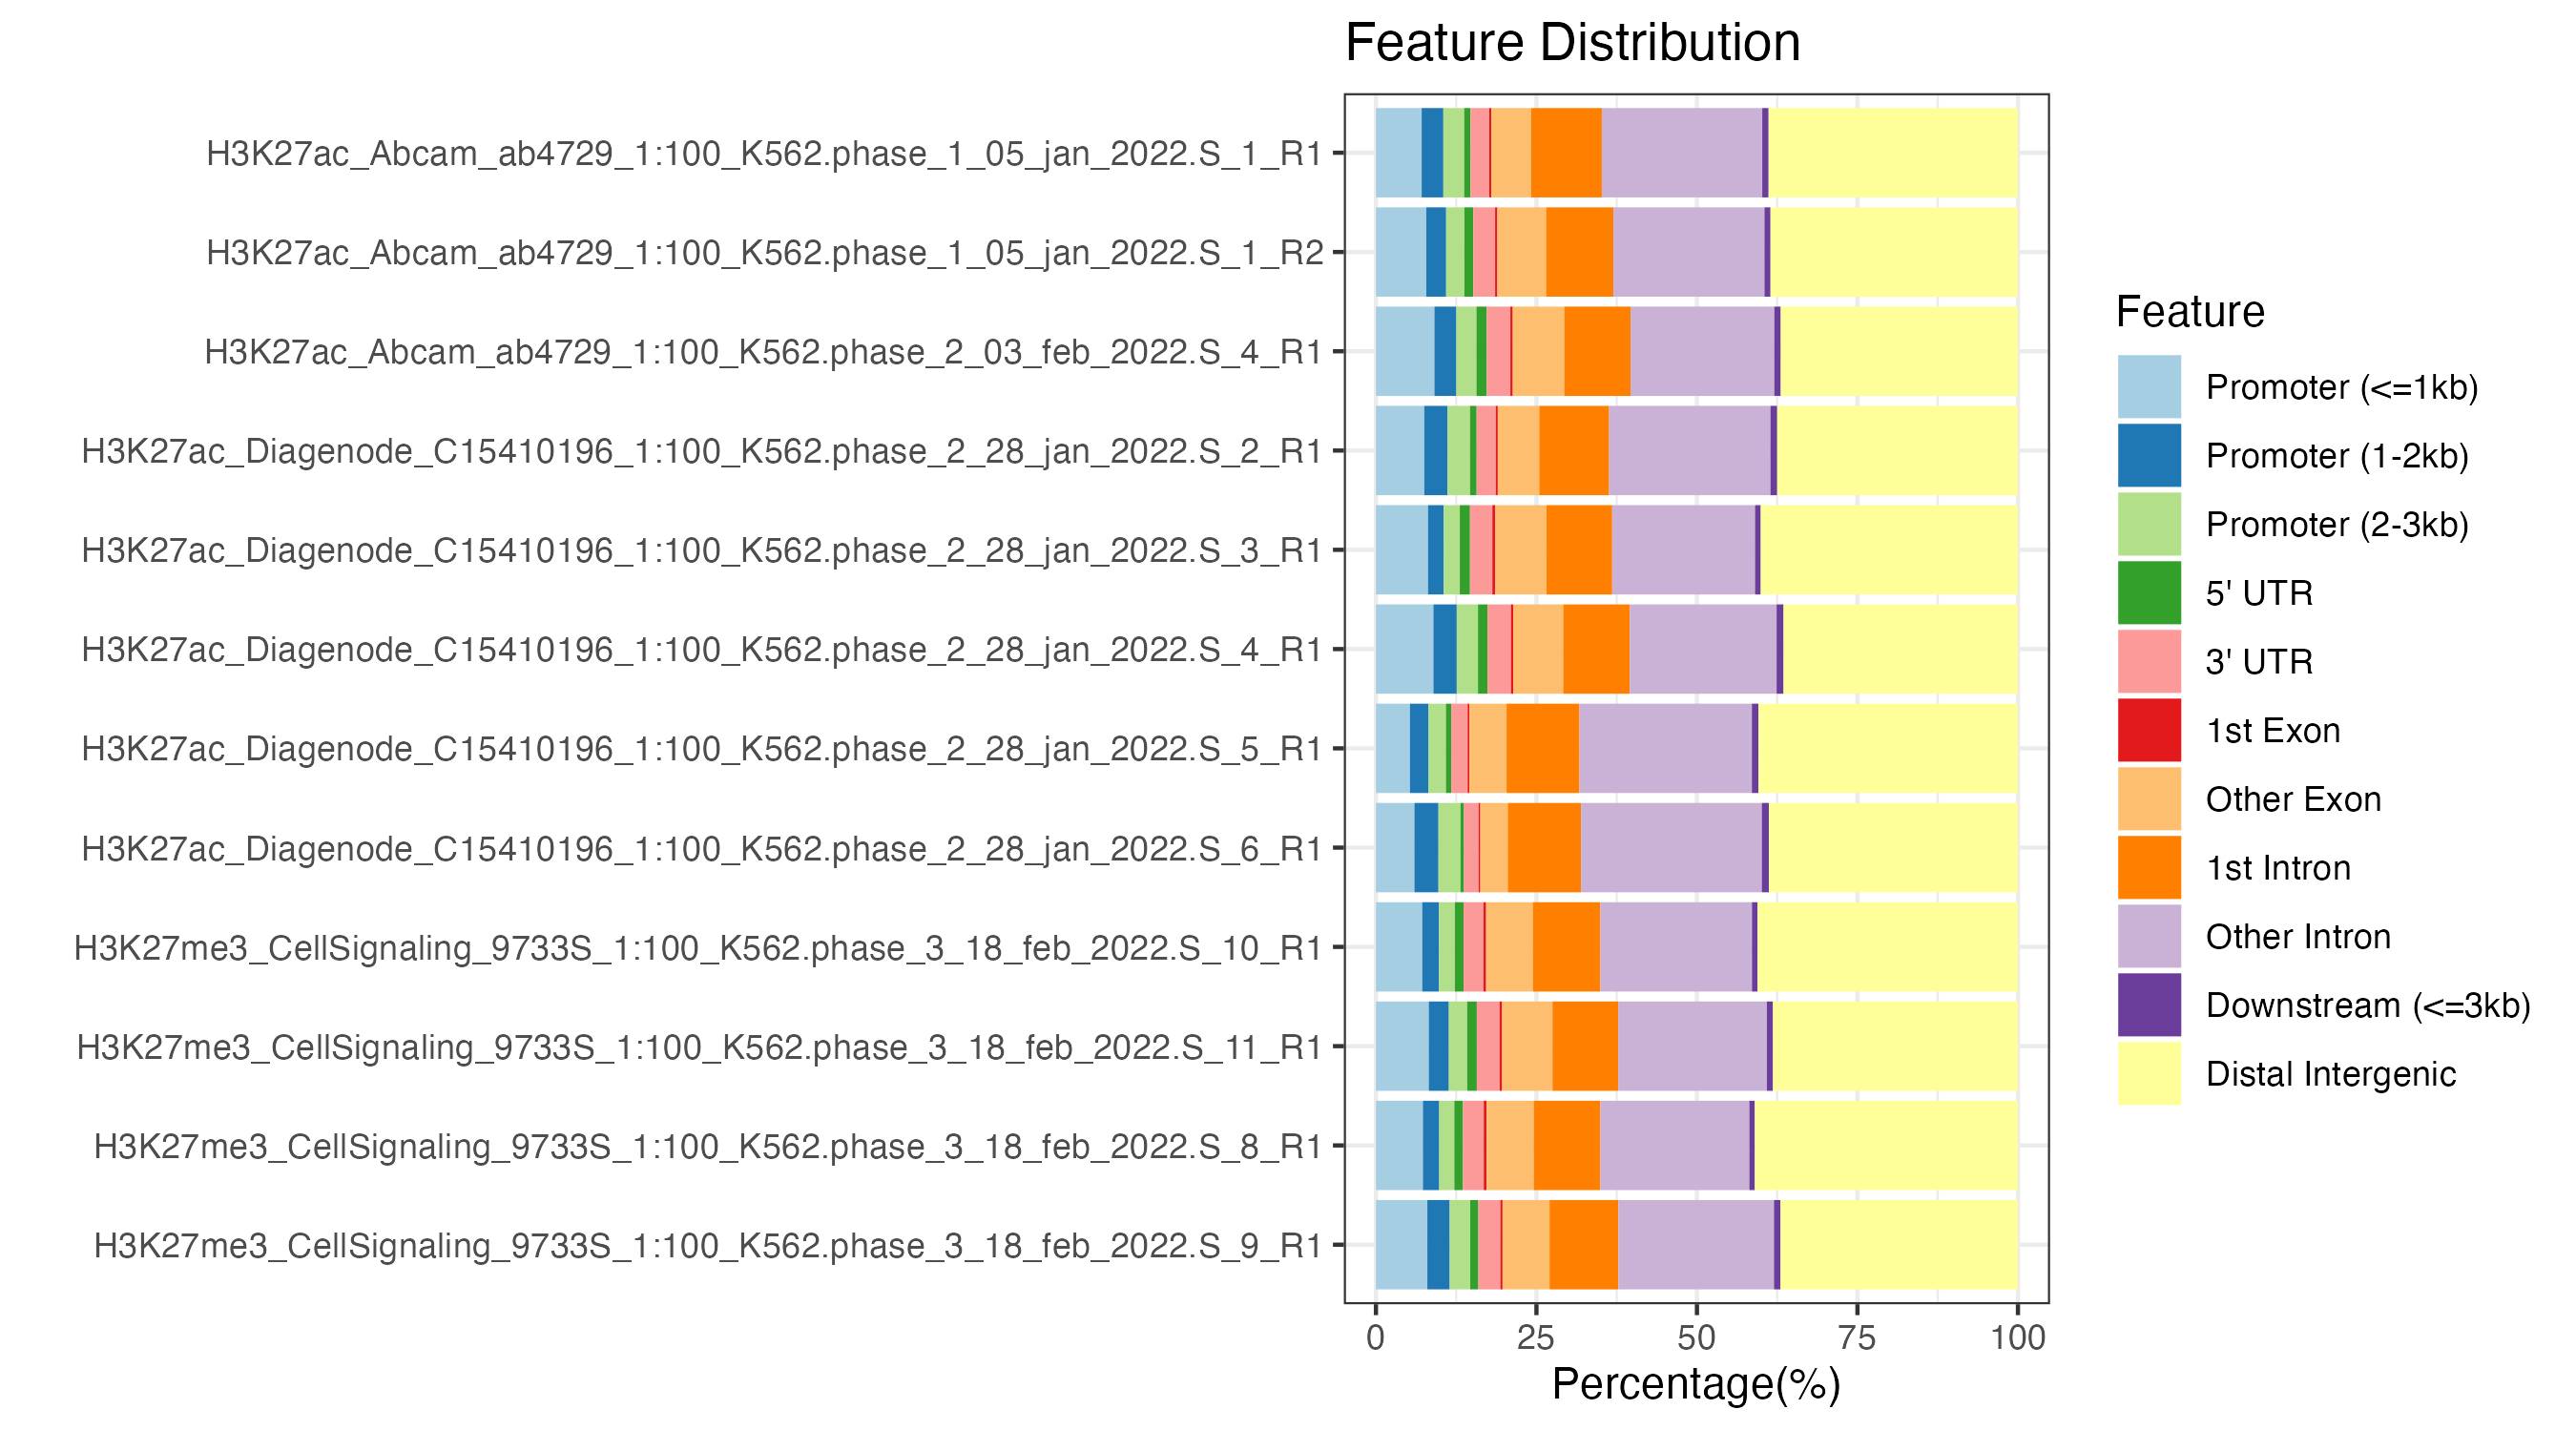 Feature Distribution
H3K27ac_Abcam_ab4729_1:100_K562.phase_1_05_jan_2022.S_1_R1
H3K27ac_Abcam_ab4729_1:100_K562.phase_1_05_jan_2022.S_1_R2
H3K27ac_Abcam_ab4729_1:100_K562.phase_2_03_feb_2022.S_4_R1
H3K27ac_Diagenode_C15410196_1:100_K562.phase_2_28_jan_2022.S_2_R1
H3K27ac_Diagenode_C15410196_1:100_K562.phase_2_28_jan_2022.S_3_R1
H3K27ac_Diagenode_C15410196_1:100_K562.phase_2_28_jan_2022.S_4_R1
H3K27ac_Diagenode_C15410196_1:100_K562.phase_2_28_jan_2022.S_5_R1
H3K27ac_Diagenode_C15410196_1:100_K562.phase_2_28_jan_2022.S_6_R1
H3K27me3_CellSignaling_9733S_1:100_K562.phase_3_18_feb_2022.S_10_R1
H3K27me3_CellSignaling_9733S_1:100_K562.phase_3_18_feb_2022.S_11_R1
H3K27me3_CellSignaling_9733S_1:100_K562.phase_3_18_feb_2022.S_8_R1
H3K27me3_CellSignaling_9733S_1:100_K562.phase_3_18_feb_2022.S_9_R1
0 25 50 75 100
Percentage(%)
Feature
Promoter (<=1kb)
Promoter (1-2kb)
Promoter (2-3kb)
5' UTR
3' UTR
1st Exon
Other Exon
1st Intron
Other Intron
Downstream (<=3kb)
Distal Intergenic